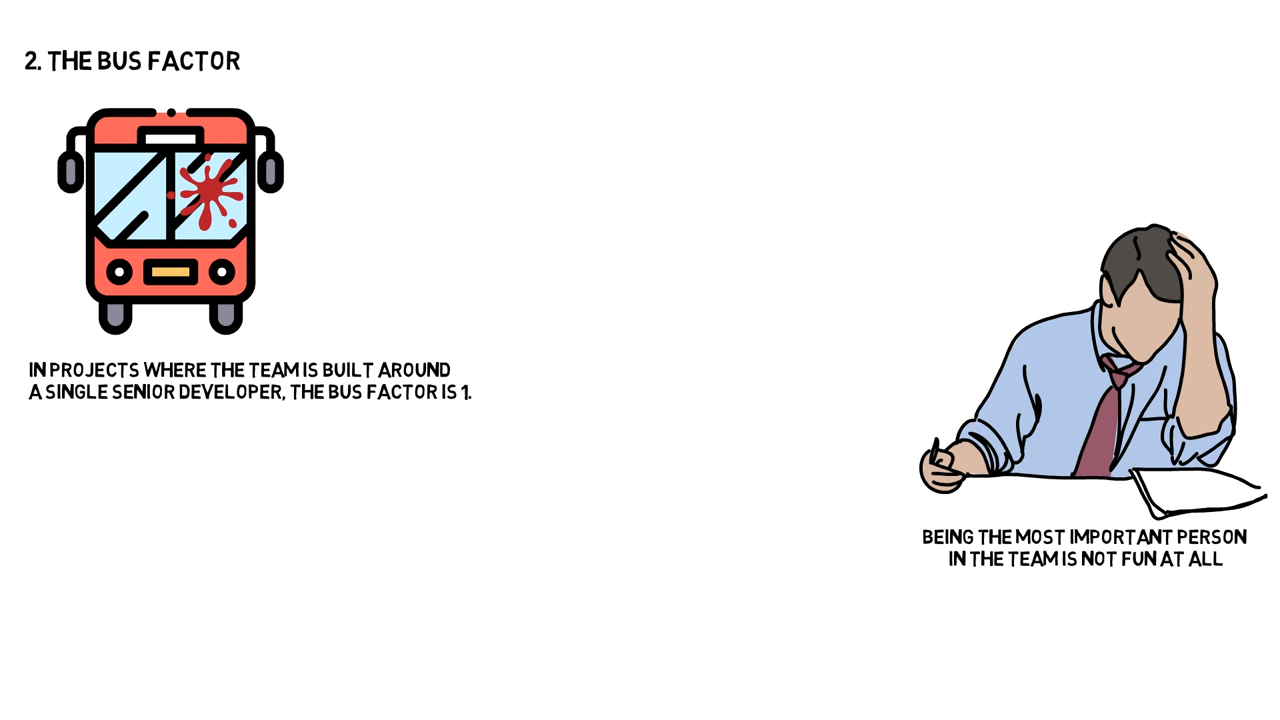 2. THE BUS FACTOR
IN PROJECTS WHERE THE TEAM IS BUILT AROUND
A SINGLE SENIOR DEVELOPER, THE BUS FACTOR IS 1.
BEING THE MOST IMPORTANT PERSON
IN THE TEAM IS NOT FUN AT ALL